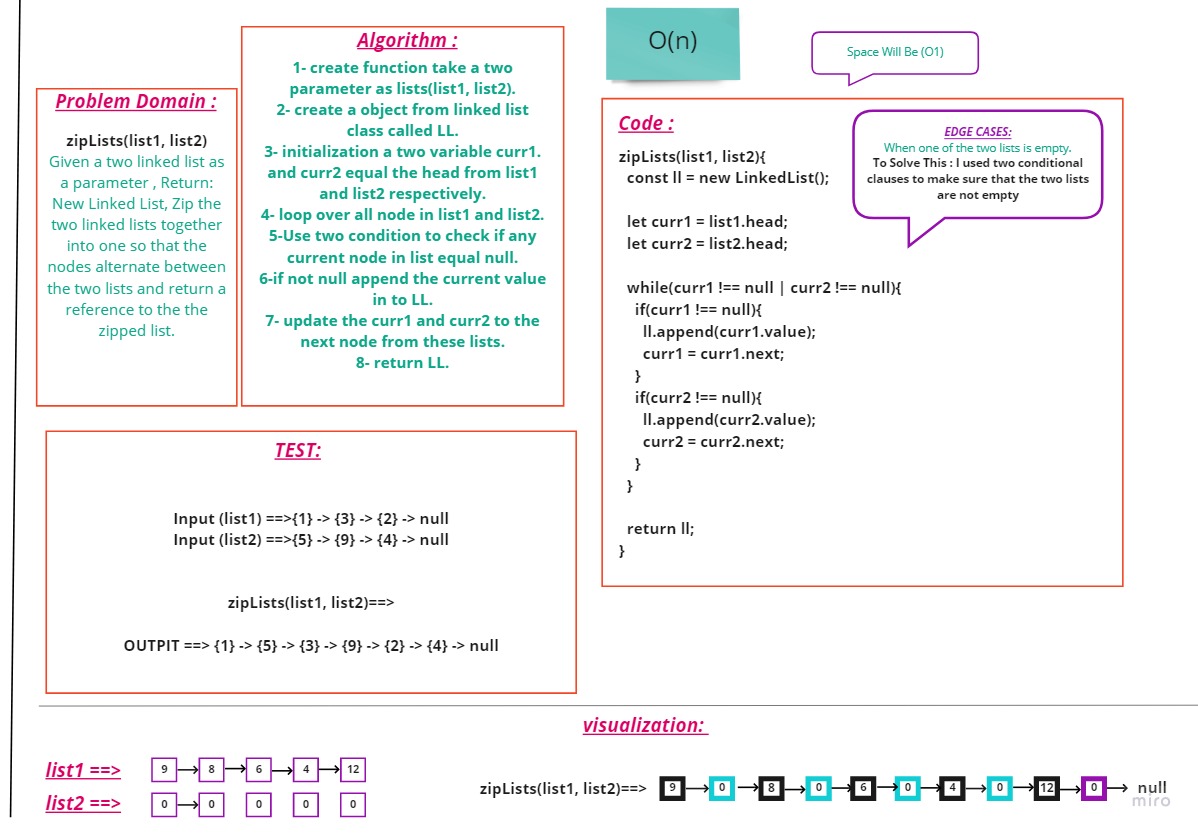 Problem Domain :
zipLists(list1, list2)
Given a two linked list as
a parameter , Return:
New Linked List, Zip the
two linked lists together
into one so that the
nodes alternate between
the two lists and return a
reference to the the
zipped list.
Algorithm :
1- create function take a two
parameter as lists(list1, list2).
2- create a object from linked list
class called LL.
3- initialization a two variable curr1.
and curr2 equal the head from list1
and list2 respectively.
4- loop over all node in list1 and list2.
5-Use two condition to check if any
current node in list equal null.
6-if not null append the current value
in to LL.
7- update the curr1 and curr2 to the
next node from these lists.
8- return LL.
O(n)
Space Will Be (O1)
Code :
zipLists(list1, list2){
const ll = new LinkedList();
let curr1 = list1.head;
let curr2 = list2.head;
while(curr1 !== null | curr2 !== null){
if(curr1 !== null){
ll.append(curr1.value);
curr1 = curr1.next;
}
if(curr2 !== null){
ll.append(curr2.value);
curr2 = curr2.next;
}
}
return ll;
}
EDGE CASES:
When one of the two lists is empty.
To Solve This : I used two conditional
clauses to make sure that the two lists
are not empty
TEST:
Input (list1) ==>{1} -> {3} -> {2} -> null
Input (list2) ==>{5} -> {9} -> {4} -> null
zipLists(list1, list2)==>
OUTPIT ==> {1} -> {5} -> {3} -> {9} -> {2} -> {4} -> null
visualization:
list1 ==> 9 8 6 4 12
list2 ==> 0 0 0 0 0
zipLists(list1, list2)==> 9 0 8 0 6 0 4 0 12 0 null
miro